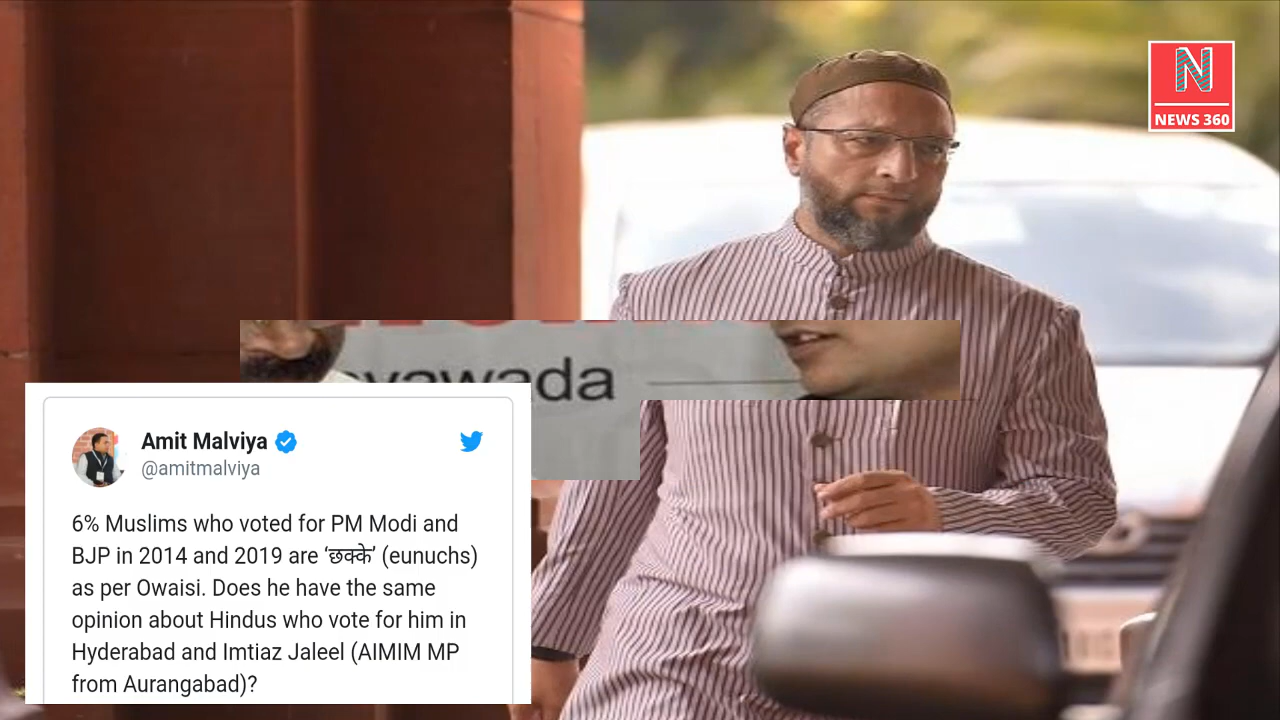 N
NEWS 360
Amit Malviya
@amitmalviya
6% Muslims who voted for PM Modi and
BJP in 2014 and 2019 are ‘छक्के’ (eunuchs)
as per Owaisi. Does he have the same
opinion about Hindus who vote for him in
Hyderabad and Imtiaz Jaleel (AIMIM MP
from Aurangabad)?